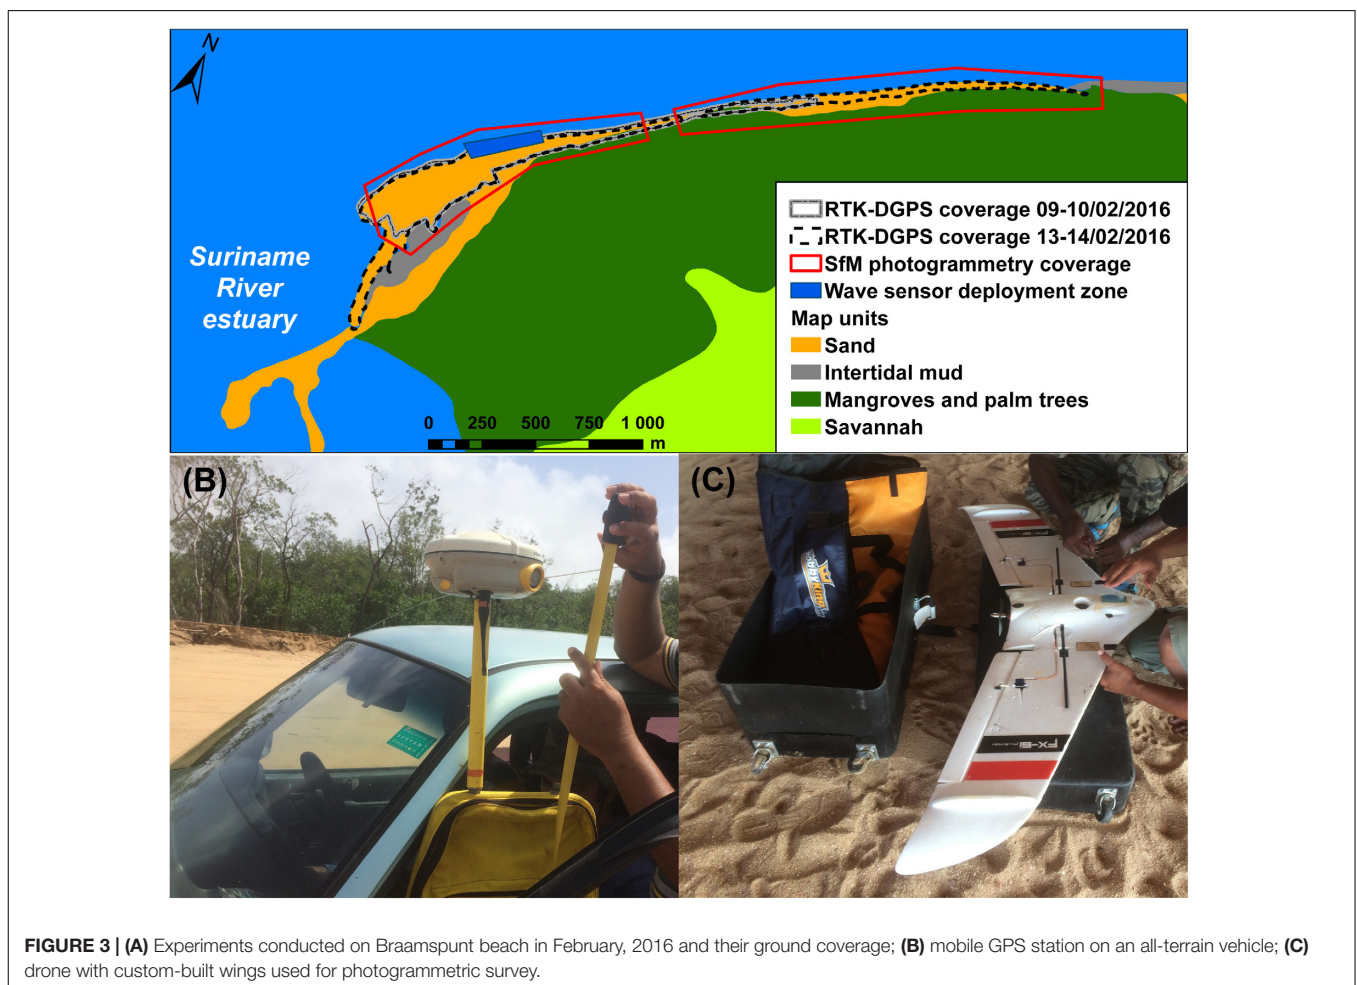 N
Suriname
River
estuary
RTK-DGPS coverage 09-10/02/2016
RTK-DGPS coverage 13-14/02/2016
SfM photogrammetry coverage
Wave sensor deployment zone
Map units
Sand
Intertidal mud
Mangroves and palm trees
Savannah
0 250 500 750 1 000
m
(B)
(C)
FX-61
FIGURE 3 | (A) Experiments conducted on Braamspunt beach in February, 2016 and their ground coverage; (B) mobile GPS station on an all-terrain vehicle; (C)
drone with custom-built wings used for photogrammetric survey.